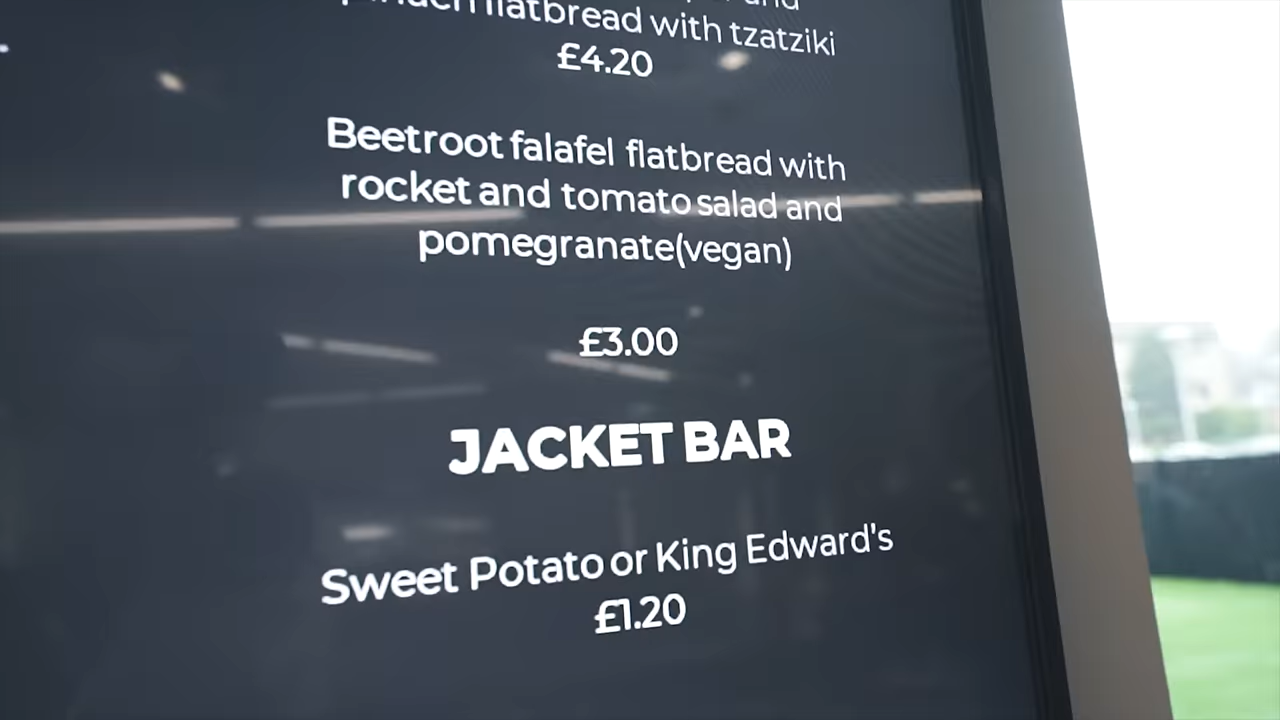 and
flatbread with tzatziki
£4.20
Beetroot falafel flatbread with
rocket and tomato salad and
pomegranate(vegan)
£3.00
JACKET BAR
Sweet Potato or King Edward's
£1.20